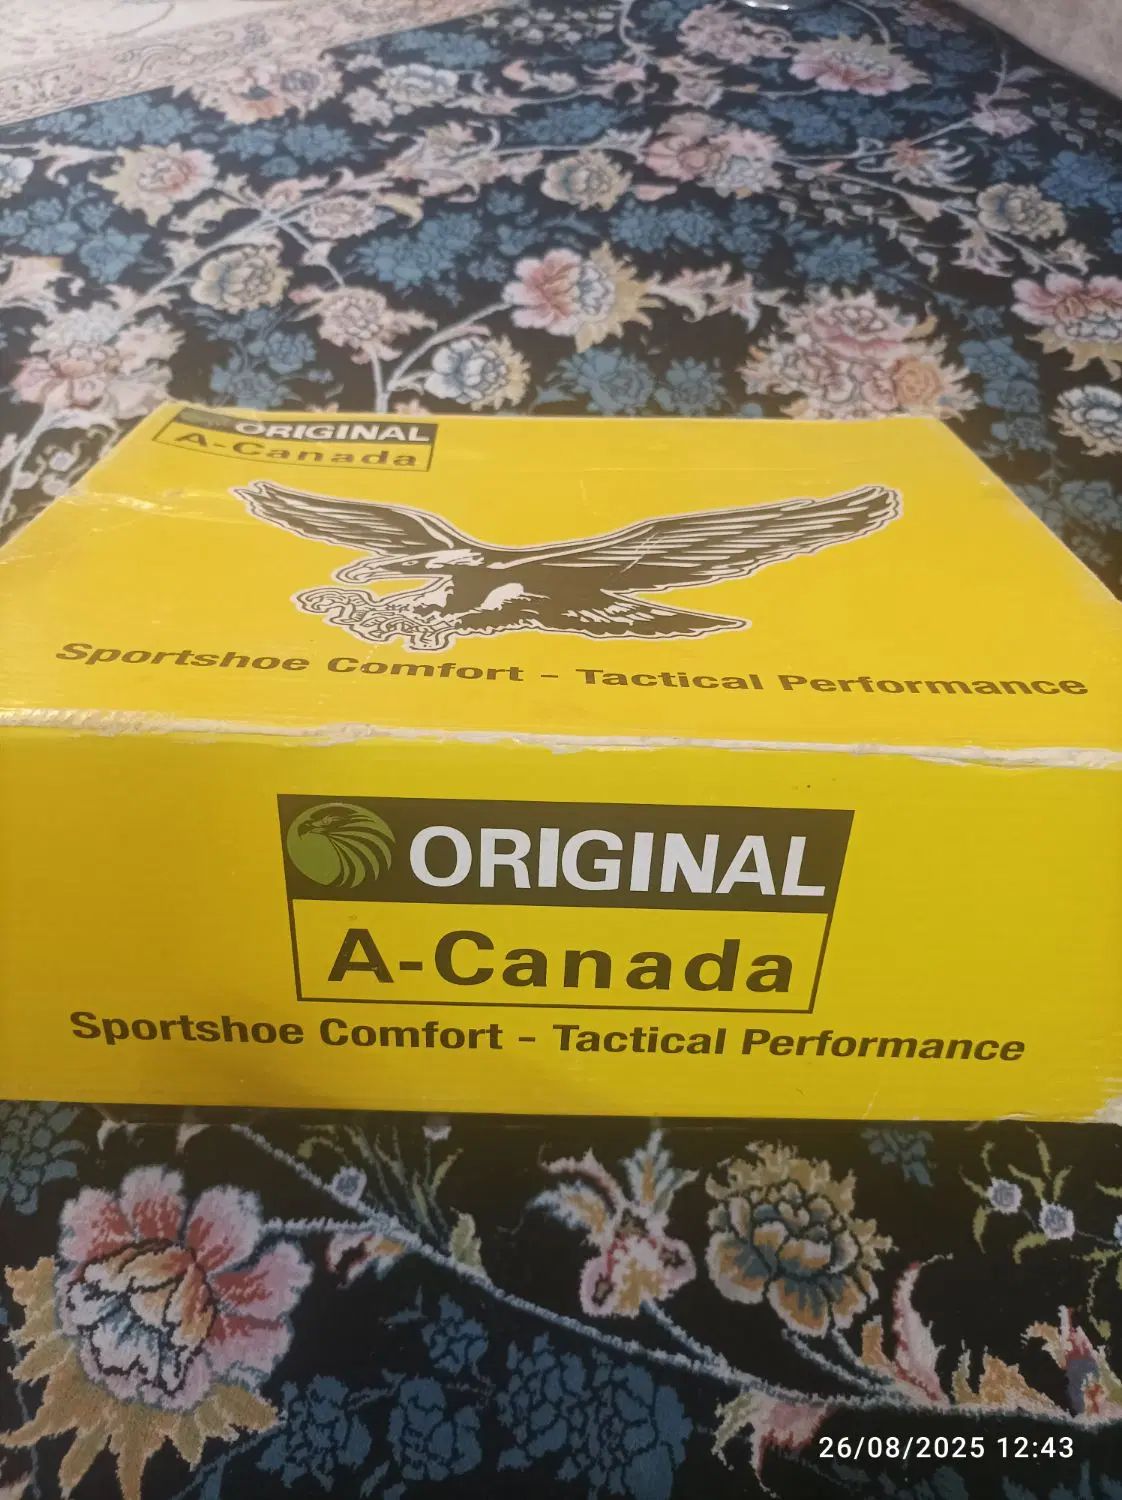 ORIGINAL
A-Canada
Sportshoe Comfort - Tactical Performance
ORIGINAL
A-Canada
Sportshoe Comfort - Tactical Performance
26/08/2025 12:43